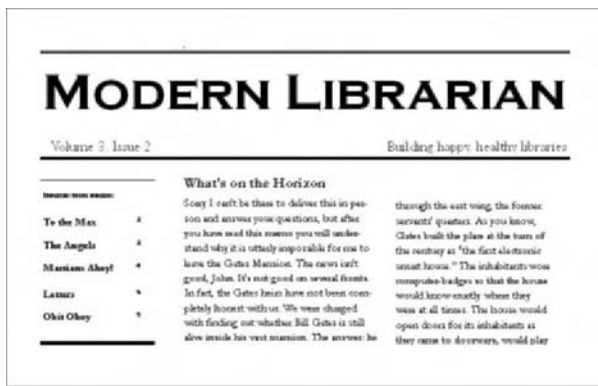 MODERN LIBRARIAN
Volume 3, Issue 2
Building happy, healthy libraries
To the Max 2
The Angels 3
Martians Ahoy! 4
Letters 5
Obit Obey 5
What's on the Horizon
Sorry I can't be there to deliver this in per-
son and answer your questions, but after
you have read this memo you will under-
stand why it is utterly impossible for me to
leave the Gates Mansion. The news isn't
good, John. It's not good on several fronts.
In fact, the Gates heirs have not been com-
pletely honest with us. We were charged
with finding out whether Bill Gates is still
alive inside his vast mansion. The answer: he
through the east wing, the former
servants' quarters. As you know,
Gates built the place at the turn of
the century as "the first electronic
smart house." The inhabitants wore
computer-badges so that the house
would know exactly where they
were at all times. The house would
open doors for its inhabitants as
they came to doorways, would play